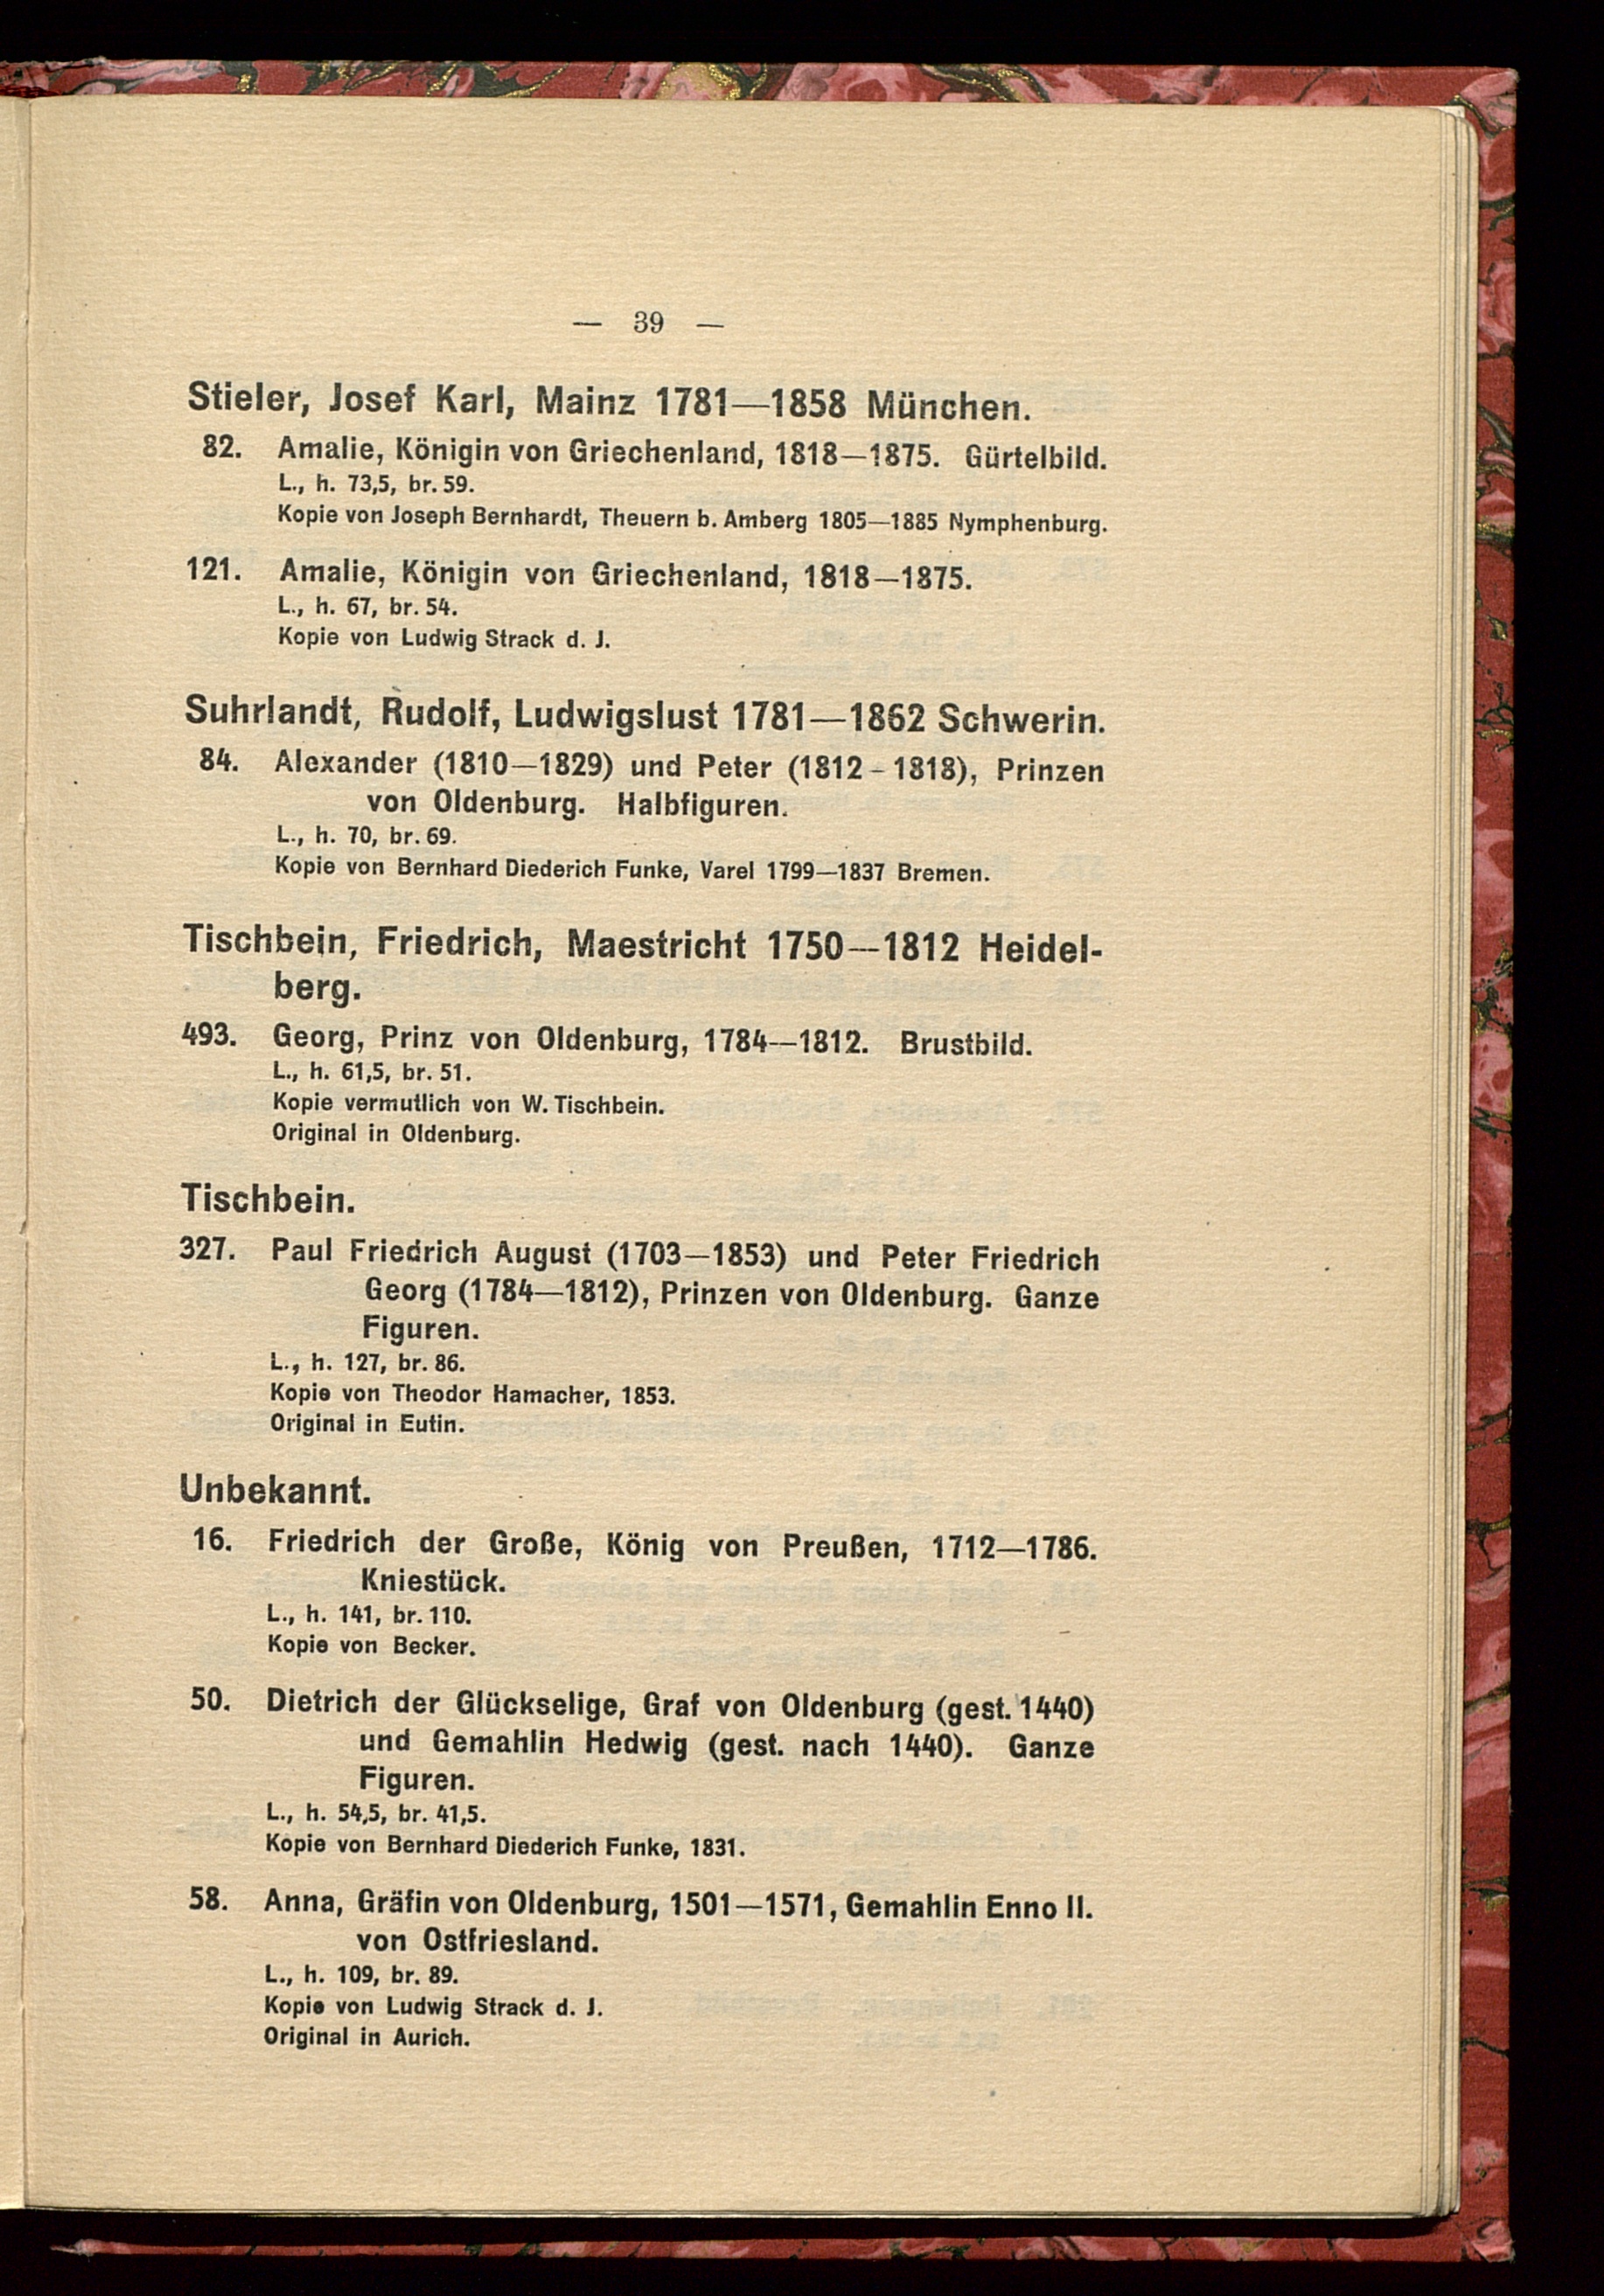 — 39 —
Stieler, Josef Karl, Mainz 1781—1858 München.
82. Amalie, Königin von Griechenland, 1818—1875. Gürtelbild.
L., h. 73,5, br. 59.
Kopie von Joseph Bernhardt, Theuern b. Amberg 1805—1885 Nymphenburg.
121. Amalie, Königin von Griechenland, 1818—1875.
L., h. 67, br. 54.
Kopie von Ludwig Strack d. J.
Suhrlandt, Rudolf, Ludwigslust 1781—1862 Schwerin.
84. Alexander (1810—1829) und Peter (1812-1818), Prinzen
von Oldenburg. Halbfiguren.
L., h. 70, br. 69.
Kopie von Bernhard Diederich Funke, Varel 1799—1837 Bremen.
Tischbein, Friedrich, Maestricht 1750—1812 Heidel-
berg.
493. Georg, Prinz von Oldenburg, 1784—1812. Brustbild.
L., h. 61,5, br. 51.
Kopie vermutlich von W. Tischbein.
Original in Oldenburg.
Tischbein.
327. Paul Friedrich August (1703—1853) und Peter Friedrich
Georg (1784—1812), Prinzen von Oldenburg. Ganze
Figuren.
L., h. 127, br. 86.
Kopie von Theodor Hamacher, 1853.
Original in Eutin.
Unbekannt.
16. Friedrich der Große, König von Preußen, 1712—1786.
Kniestück.
L., h. 141, br. 110.
Kopie von Becker.
50. Dietrich der Glückselige, Graf von Oldenburg (gest. 1440)
und Gemahlin Hedwig (gest. nach 1440). Ganze
Figuren.
L., h. 54,5, br. 41,5.
Kopie von Bernhard Diederich Funke, 1831.
58. Anna, Gräfin von Oldenburg, 1501—1571, Gemahlin Enno II.
von Ostfriesland.
L., h. 109, br. 89.
Kopie von Ludwig Strack d. J.
Original in Aurich.